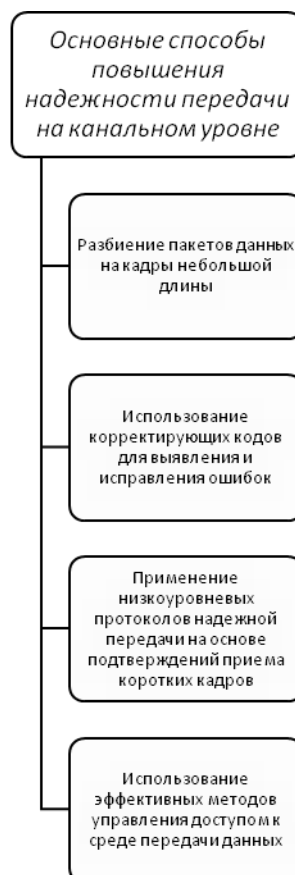 Основные способы
повышения
надежности передачи
на канальном уровне
Разбиение пакетов данных
на кадры небольшой
длины
Использование
корректирующих кодов
для выявления и
исправления ошибок
Применение
низкоуровневых
протоколов надежной
передачи на основе
подтверждений приема
коротких кадров
Использование
эффективных методов
управления доступом к
среде передачи данных